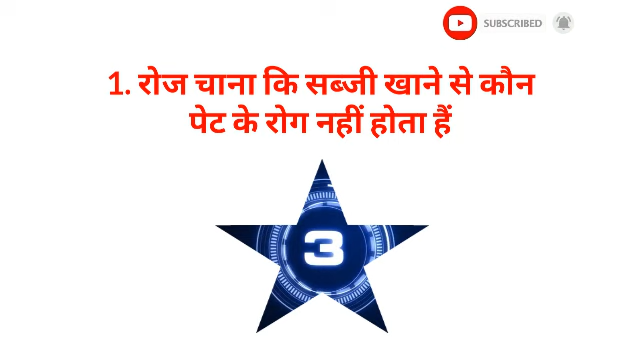 SUBSCRIBED
1. रोज चाना कि सब्जी खाने से कौन
पेट के रोग नहीं होता हैं
3